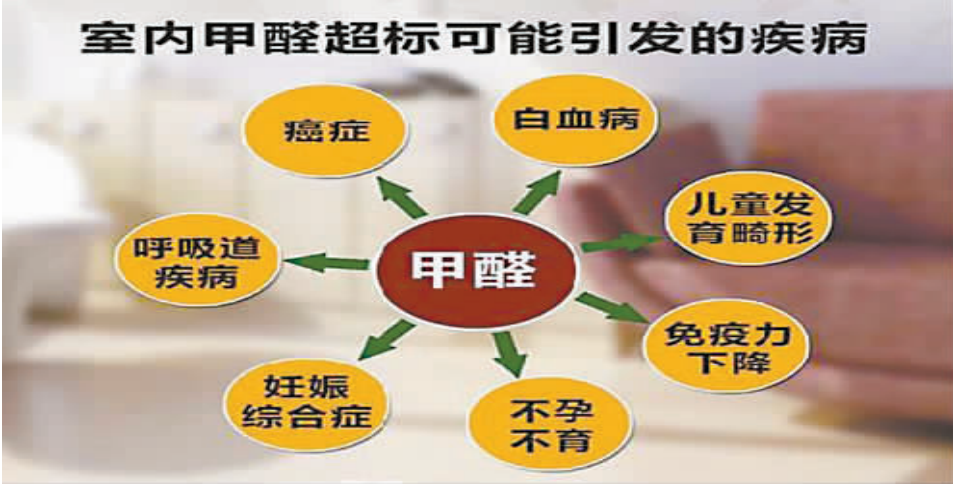 室内甲醛超标可能引发的疾病
癌症
白血病
儿童发
育畸形
呼吸道
疾病
甲醛
免疫力
下降
妊娠
综合症
不孕
不育